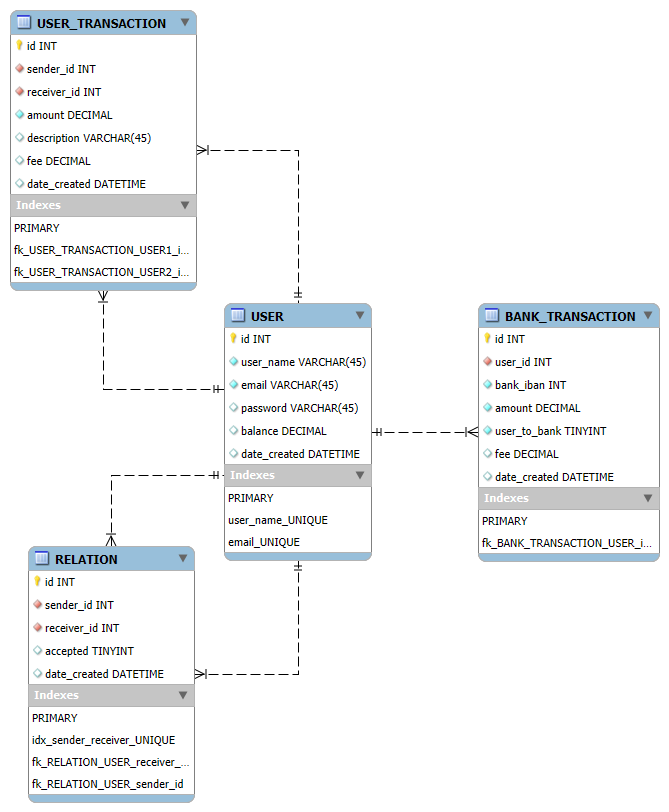 USER_TRANSACTION
id INT
sender_id INT
receiver_id INT
amount DECIMAL
description VARCHAR(45)
fee DECIMAL
date_created DATETIME
Indexes
PRIMARY
fk_USER_TRANSACTION_USER1_i...
fk_USER_TRANSACTION_USER2_i...
USER
id INT
user_name VARCHAR(45)
email VARCHAR(45)
password VARCHAR(45)
balance DECIMAL
date_created DATETIME
Indexes
PRIMARY
user_name_UNIQUE
email_UNIQUE
BANK_TRANSACTION
id INT
user_id INT
bank_iban INT
amount DECIMAL
user_to_bank TINYINT
fee DECIMAL
date_created DATETIME
Indexes
PRIMARY
fk_BANK_TRANSACTION_USER_i...
RELATION
id INT
sender_id INT
receiver_id INT
accepted TINYINT
date_created DATETIME
Indexes
PRIMARY
idx_sender_receiver_UNIQUE
fk_RELATION_USER_receiver_...
fk_RELATION_USER_sender_id